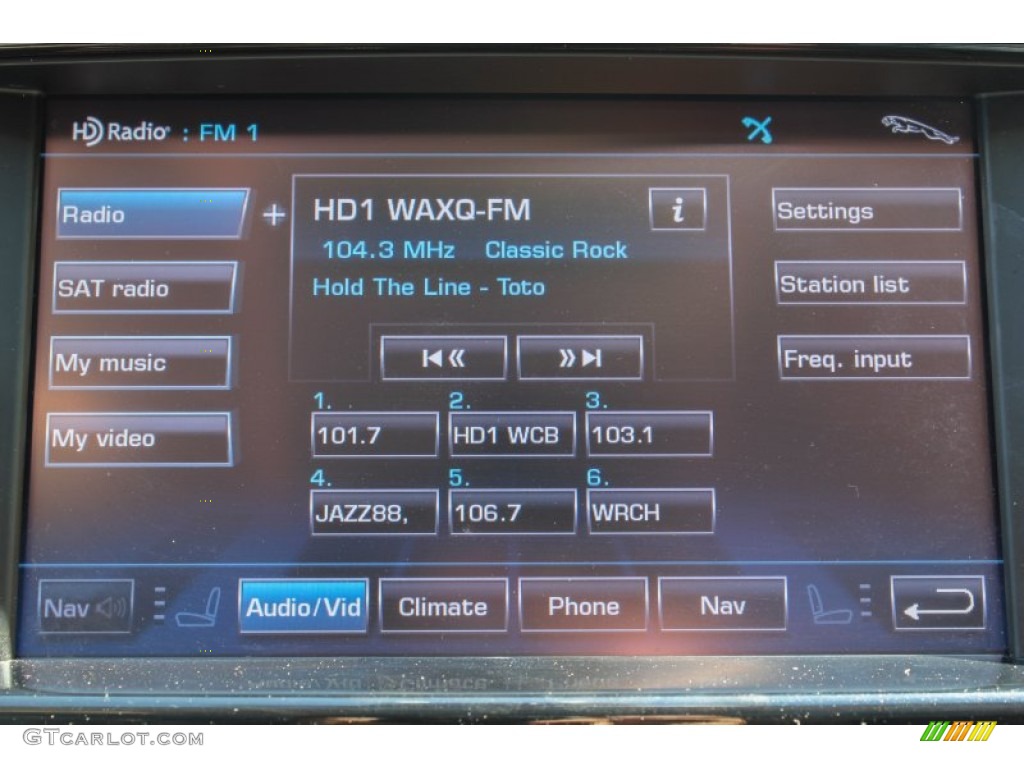 HD Radio : FM 1
Radio
SAT radio
My music
My video
+
HD1 WAXQ-FM
i
104.3 MHz Classic Rock
Hold The Line - Toto
1. 2. 3.
101.7 HD1 WCB 103.1
4. 5. 6.
JAZZ88, 106.7 WRCH
Settings
Station list
Freq. input
Nav Audio/Vid Climate Phone Nav
GTcarlot.com